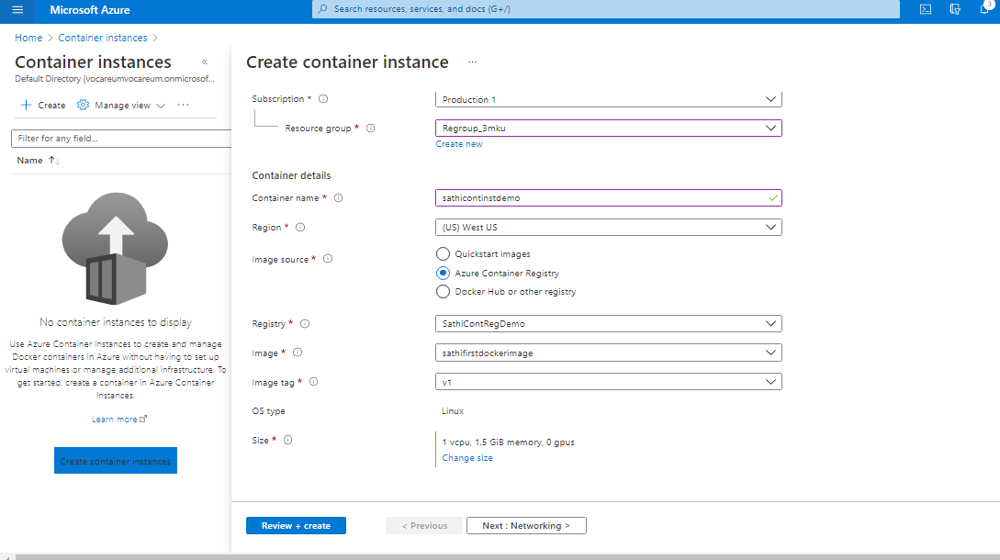 Microsoft Azure
Search resources, services, and docs (G+/)
3
Home > Container instances >
Container instances «
Default Directory (vocareumvocareum.onmicrosof...
+ Create Manage view ...
Filter for any field...
Name ↑↓
No container instances to display
Use Azure Container Instances to create and manage
Docker containers in Azure without having to set up
virtual machines or manage additional infrastructure. To
get started, create a container in Azure Container
Instances.
Learn more
Create container instances
Create container instance ...
Subscription * Production 1
Resource group * Regroup_3mku
Create new
Container details
Container name * sathicontinstdemo
Region * (US) West US
Image source * Quickstart images
Azure Container Registry
Docker Hub or other registry
Registry * SathiContRegDemo
Image * sathifirstdockerimage
Image tag * v1
OS type Linux
Size * 1 vcpu, 1.5 GiB memory, 0 gpus
Change size
Review + create < Previous Next : Networking >